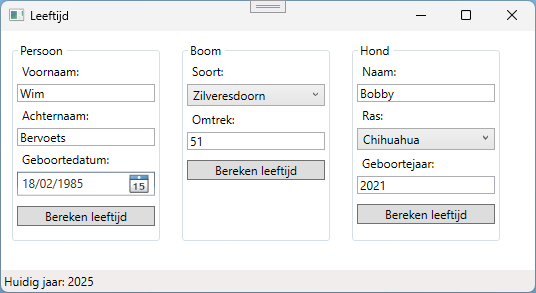 Leeftijd
Persoon
Voornaam:
Wim
Achternaam:
Bervoets
Geboortedatum:
18/02/1985
15
Bereken leeftijd
Boom
Soort:
Zilveresdoorn
Omtrek:
51
Bereken leeftijd
Hond
Naam:
Bobby
Ras:
Chihuahua
Geboortejaar:
2021
Bereken leeftijd
Huidig jaar: 2025